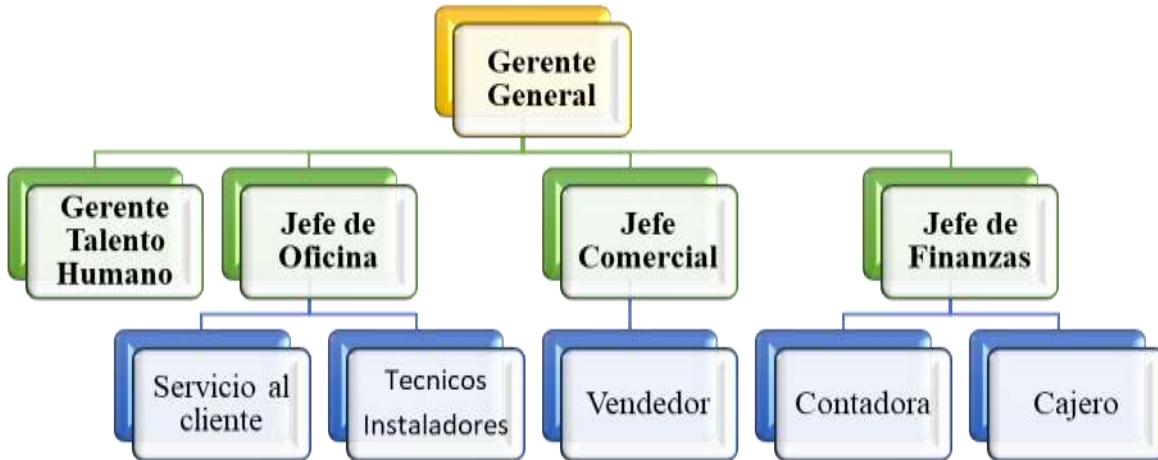 Gerente
General
Gerente
Talento
Humano
Jefe de
Oficina
Jefe
Comercial
Jefe de
Finanzas
Servicio al
cliente
Tecnicos
Instaladores
Vendedor
Contadora
Cajero